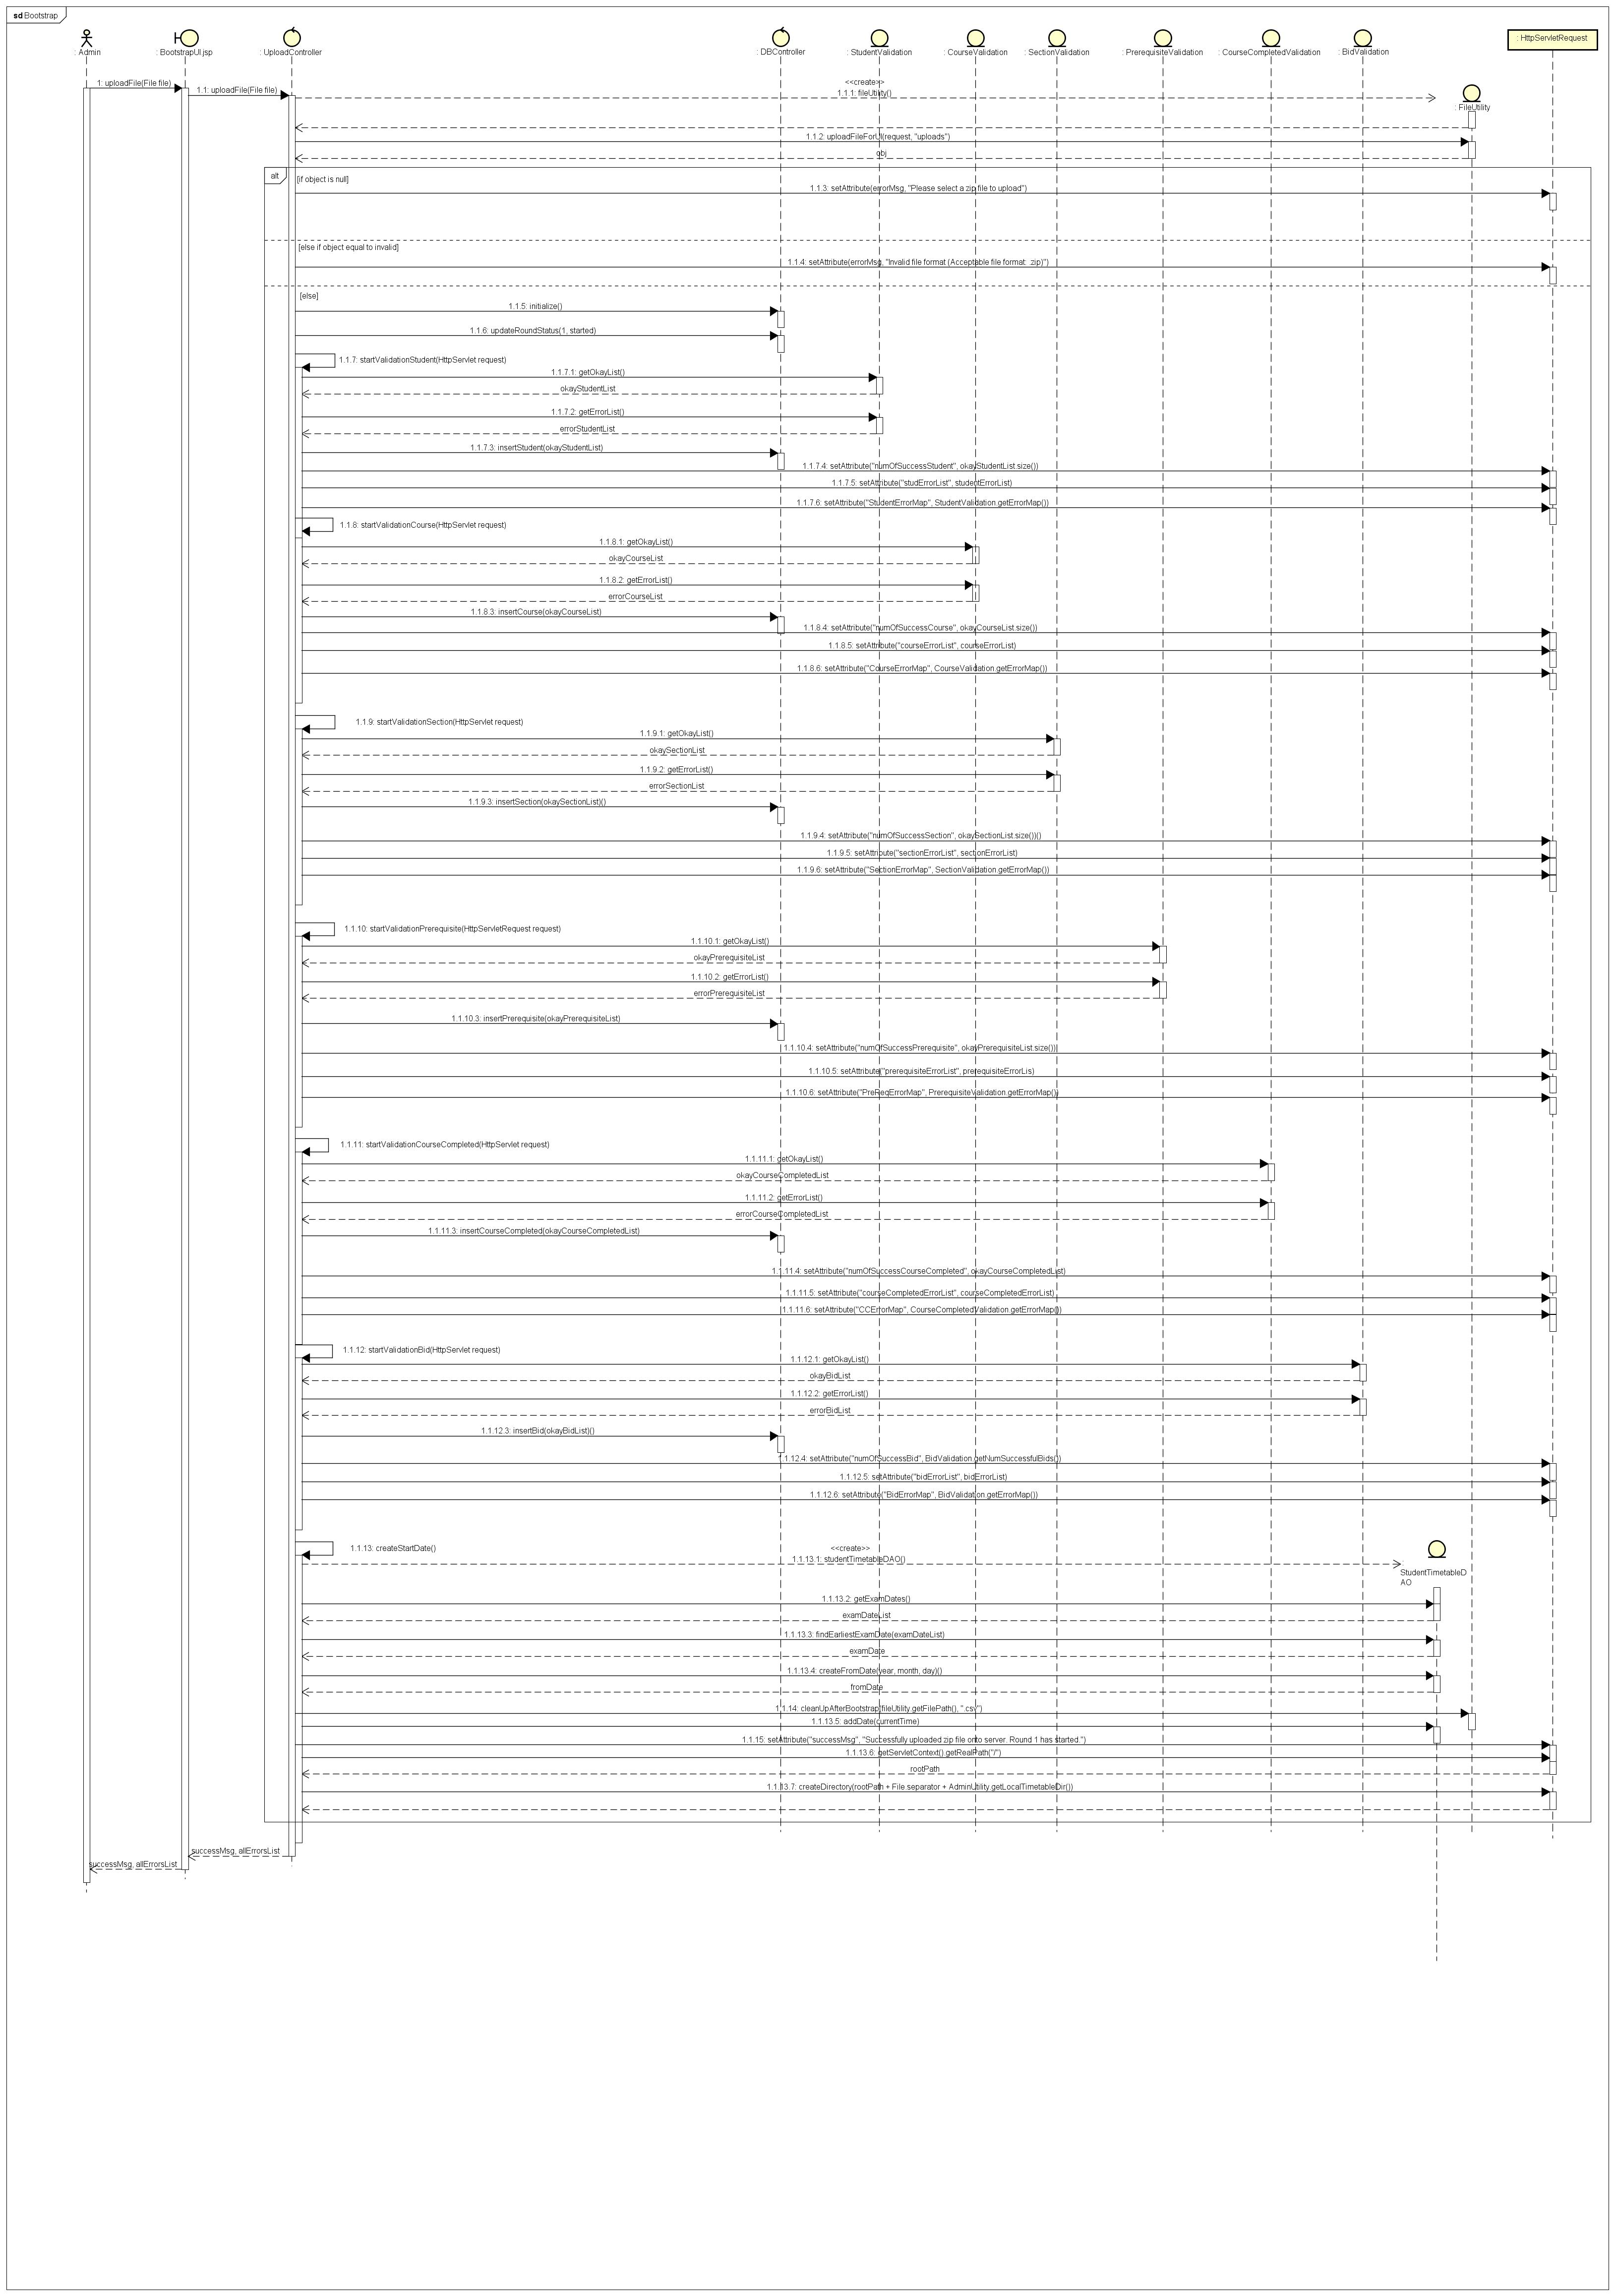 sd Bootstrap
: Admin
: BootstrapUI.jsp
: UploadController
: DBController
: StudentValidation
: CourseValidation
: SectionValidation
: PrerequisiteValidation
: CourseCompletedValidation
: BidValidation
: HttpServletRequest
1: uploadFile(File file)
1.1: uploadFile(File file)
<<create>>
1.1.1: fileUtility()
: FileUtility
1.1.2: uploadFileForUI(request, "uploads")
obj
alt
[if object is null]
1.1.3: setAttribute(errorMsg, "Please select a zip file to upload")
[else if object equal to invalid]
1.1.4: setAttribute(errorMsg, "Invalid file format (Acceptable file format: .zip)")
[else]
1.1.5: initialize()
1.1.6: updateRoundStatus(1, started)
1.1.7: startValidationStudent(HttpServlet request)
1.1.7.1: getOkayList()
okayStudentList
1.1.7.2: getErrorList()
errorStudentList
1.1.7.3: insertStudent(okayStudentList)
1.1.7.4: setAttribute("numOfSuccessStudent", okayStudentList.size())
1.1.7.5: setAttribute("studErrorList", studentErrorList)
1.1.7.6: setAttribute("StudentErrorMap", StudentValidation.getErrorMap())
1.1.8: startValidationCourse(HttpServlet request)
1.1.8.1: getOkayList()
okayCourseList
1.1.8.2: getErrorList()
errorCourseList
1.1.8.3: insertCourse(okayCourseList)
1.1.8.4: setAttribute("numOfSuccessCourse", okayCourseList.size())
1.1.8.5: setAttribute("courseErrorList", courseErrorList)
1.1.8.6: setAttribute("CourseErrorMap", CourseValidation.getErrorMap())
1.1.9: startValidationSection(HttpServlet request)
1.1.9.1: getOkayList()
okaySectionList
1.1.9.2: getErrorList()
errorSectionList
1.1.9.3: insertSection(okaySectionList)()
1.1.9.4: setAttribute("numOfSuccessSection", okaySectionList.size())()
1.1.9.5: setAttribute("sectionErrorList", sectionErrorList)
1.1.9.6: setAttribute("SectionErrorMap", SectionValidation.getErrorMap())
1.1.10: startValidationPrerequisite(HttpServletRequest request)
1.1.10.1: getOkayList()
okayPrerequisiteList
1.1.10.2: getErrorList()
errorPrerequisiteList
1.1.10.3: insertPrerequisite(okayPrerequisiteList)
1.1.10.4: setAttribute("numOfSuccessPrerequisite", okayPrerequisiteList.size())
1.1.10.5: setAttribute("prerequisiteErrorList", prerequisiteErrorLis)
1.1.10.6: setAttribute("PreReqErrorMap", PrerequisiteValidation.getErrorMap())
1.1.11: startValidationCourseCompleted(HttpServlet request)
1.1.11.1: getOkayList()
okayCourseCompletedList
1.1.11.2: getErrorList()
errorCourseCompletedList
1.1.11.3: insertCourseCompleted(okayCourseCompletedList)
1.1.11.4: setAttribute("numOfSuccessCourseCompleted", okayCourseCompletedList)
1.1.11.5: setAttribute("courseCompletedErrorList", courseCompletedErrorList)
1.1.11.6: setAttribute("CCErrorMap", CourseCompletedValidation.getErrorMap())
1.1.12: startValidationBid(HttpServlet request)
1.1.12.1: getOkayList()
okayBidList
1.1.12.2: getErrorList()
errorBidList
1.1.12.3: insertBid(okayBidList)()
1.1.12.4: setAttribute("numOfSuccessBid", BidValidation.getNumSuccessfulBids())
1.1.12.5: setAttribute("bidErrorList", bidErrorList)
1.1.12.6: setAttribute("BidErrorMap", BidValidation.getErrorMap())
1.1.13: createStartDate()
<<create>>
1.1.13.1: studentTimetableDAO()
:
StudentTimetableD
AO
1.1.13.2: getExamDates()
examDateList
1.1.13.3: findEarliestExamDate(examDateList)
examDate
1.1.13.4: createFromDate(year, month, day)()
fromDate
1.1.14: cleanUpAfterBootstrap(fileUtility.getFilePath(), ".csv")
1.1.13.5: addDate(currentTime)
1.1.15: setAttribute("successMsg", "Successfully uploaded zip file onto server. Round 1 has started.")
1.1.13.6: getServletContext().getRealPath("/")
rootPath
1.1.13.7: createDirectory(rootPath + File.separator + AdminUtility.getLocalTimetableDir())
successMsg, allErrorsList
successMsg, allErrorsList